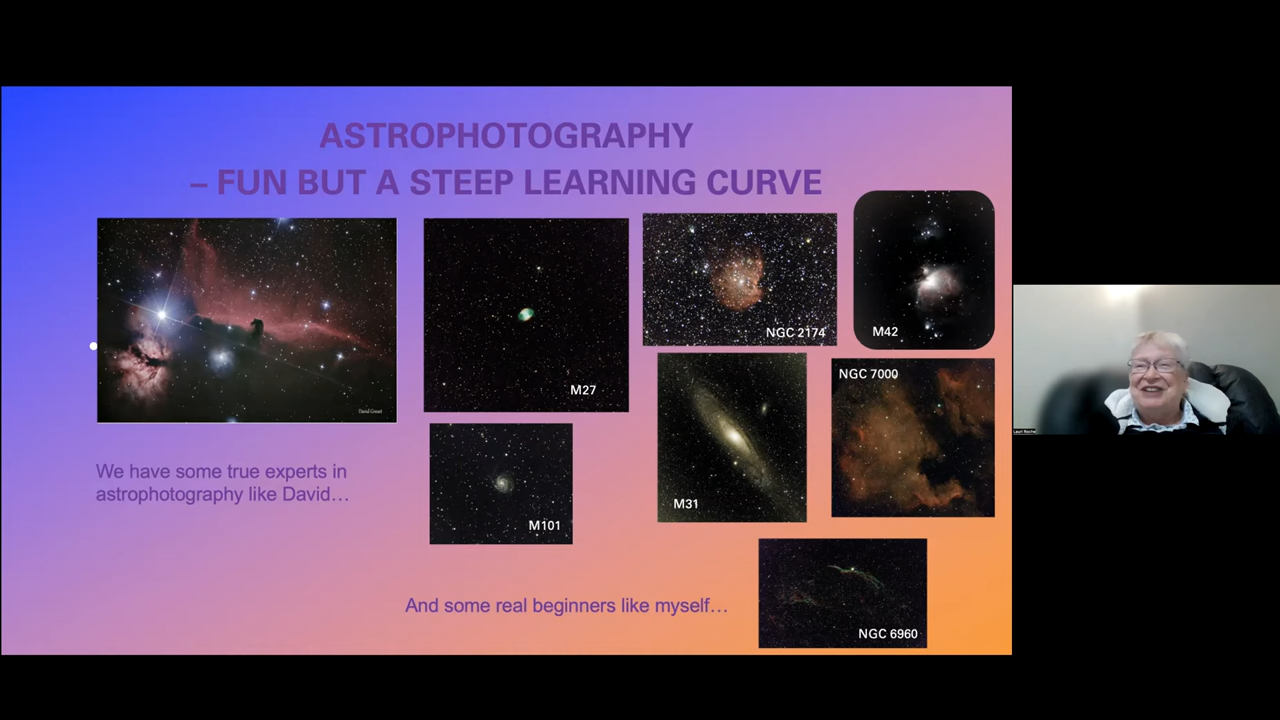 ASTROPHOTOGRAPHY
– FUN BUT A STEEP LEARNING CURVE
M27
NGC 2174
M42
NGC 7000
M31
M101
We have some true experts in
astrophotography like David…
And some real beginners like myself…
NGC 6960